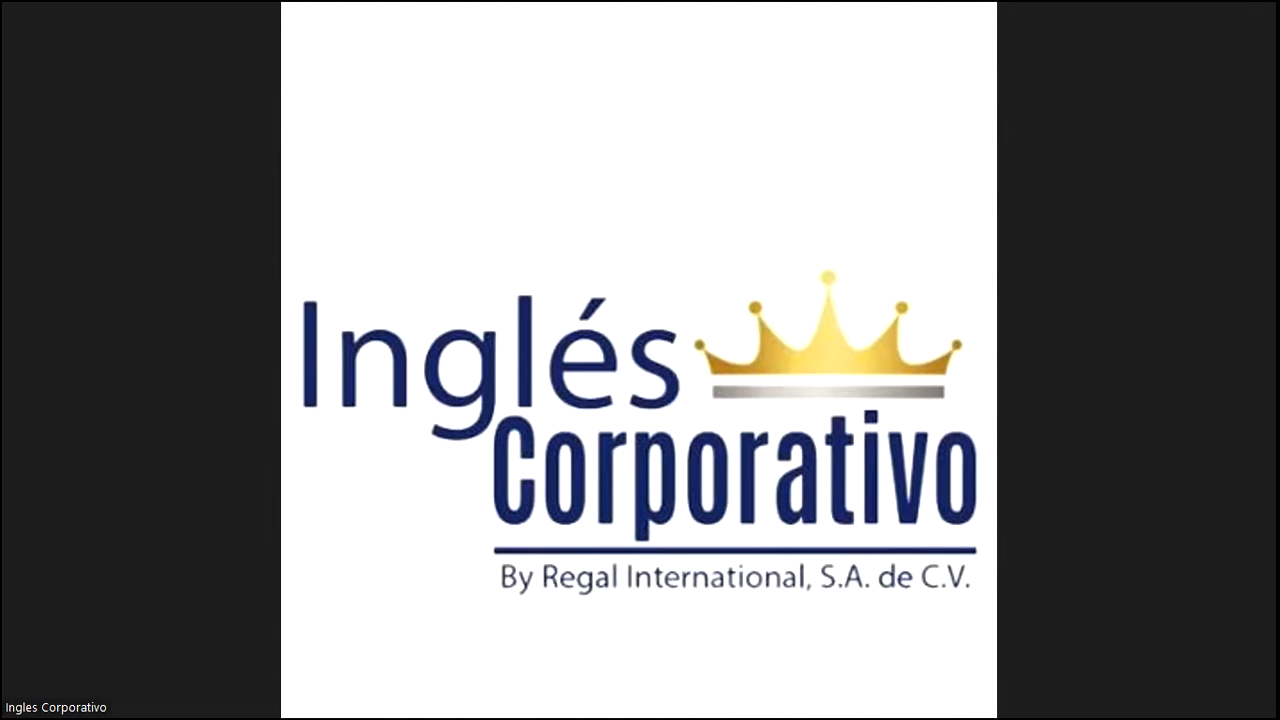 Inglés
Corporativo
By Regal International, S.A. de C.V.
Ingles Corporativo